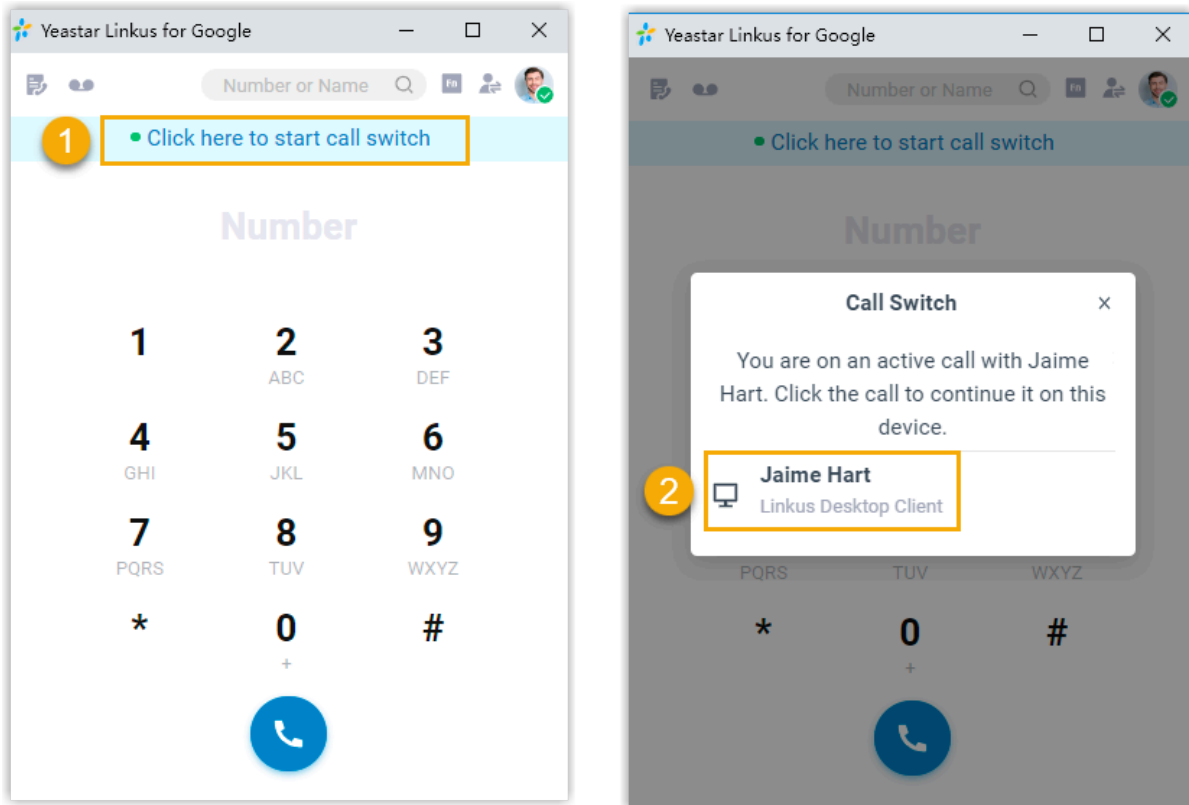 Yeastar Linkus for Google
Number or Name
Fn
1
Click here to start call switch
Number
1 2 3
ABC DEF
4 5 6
GHI JKL MNO
7 8 9
PQRS TUV WXYZ
* 0 #
+
Yeastar Linkus for Google
Number or Name
Fn
Click here to start call switch
Number
Call Switch
You are on an active call with Jaime
Hart. Click the call to continue it on this
device.
2
Jaime Hart
Linkus Desktop Client
PQRS TUV WXYZ
* 0 #
+